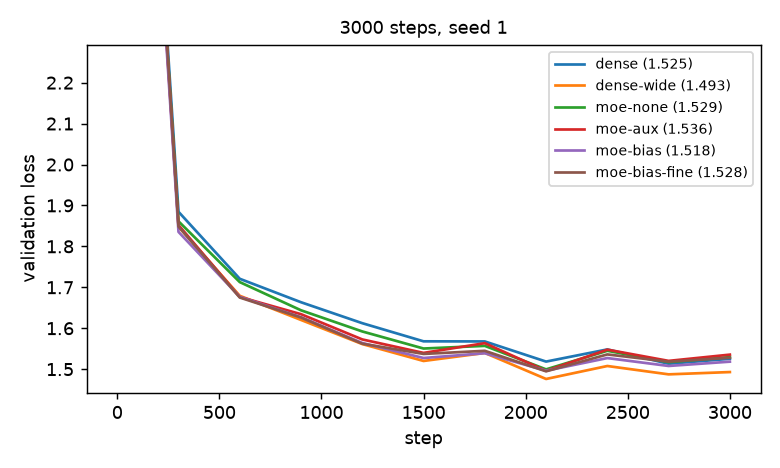 3000 steps, seed 1
dense (1.525)
dense-wide (1.493)
moe-none (1.529)
moe-aux (1.536)
moe-bias (1.518)
moe-bias-fine (1.528)
validation loss
2.2
2.1
2.0
1.9
1.8
1.7
1.6
1.5
0 500 1000 1500 2000 2500 3000
step